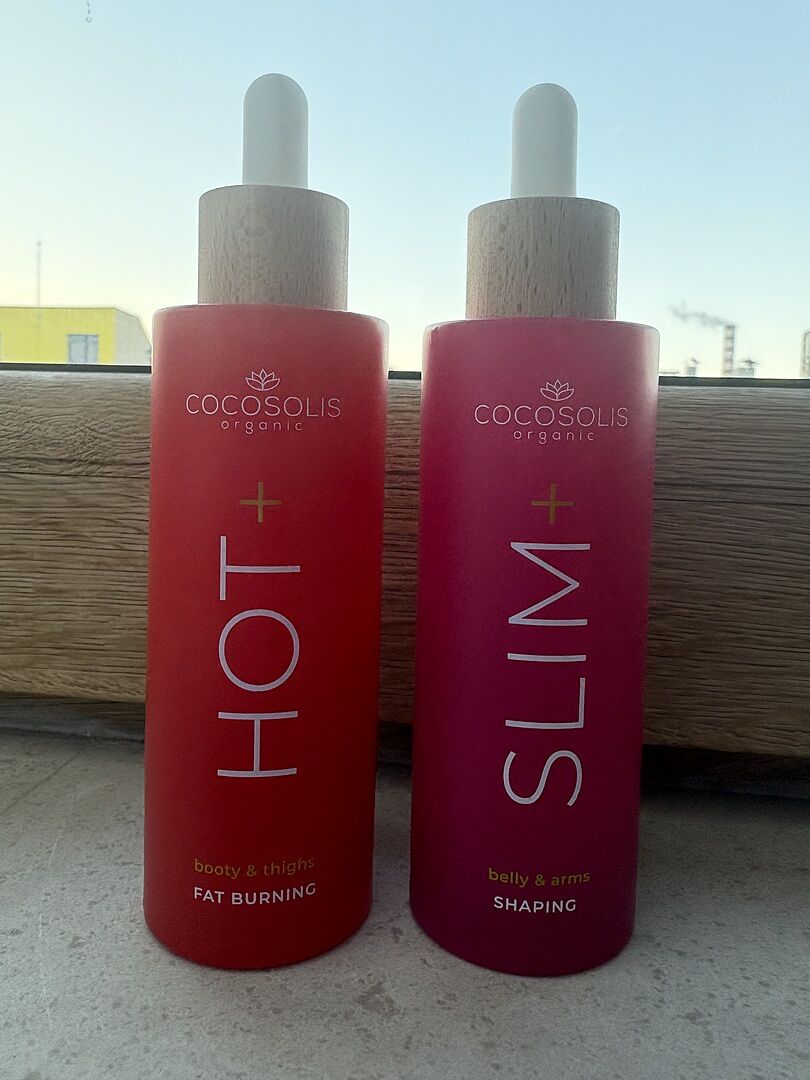 COCOSOLIS
organic
HOT+
booty & thighs
FAT BURNING
COCOSOLIS
organic
SLIM+
belly & arms
SHAPING